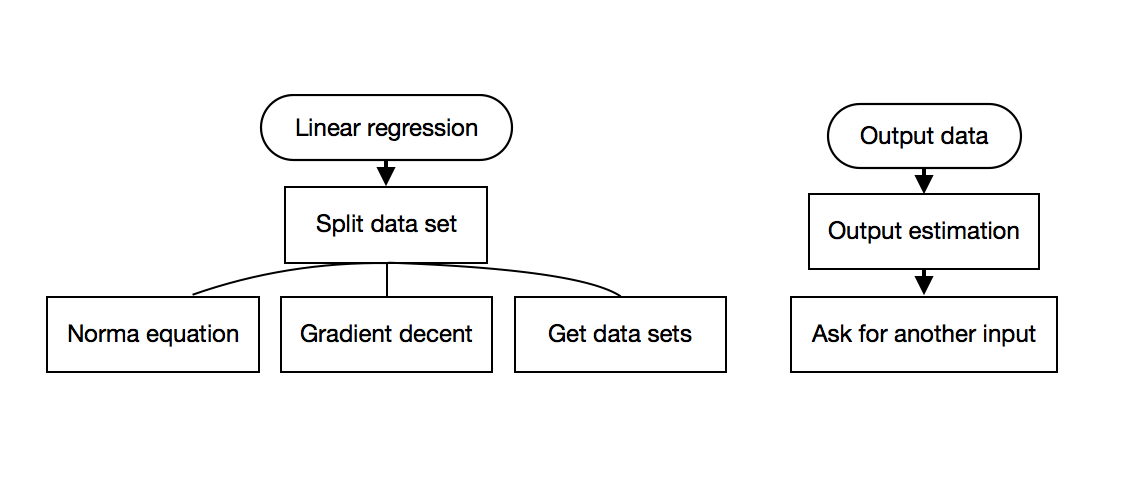 Linear regression
Split data set
Norma equation
Gradient decent
Get data sets
Output data
Output estimation
Ask for another input